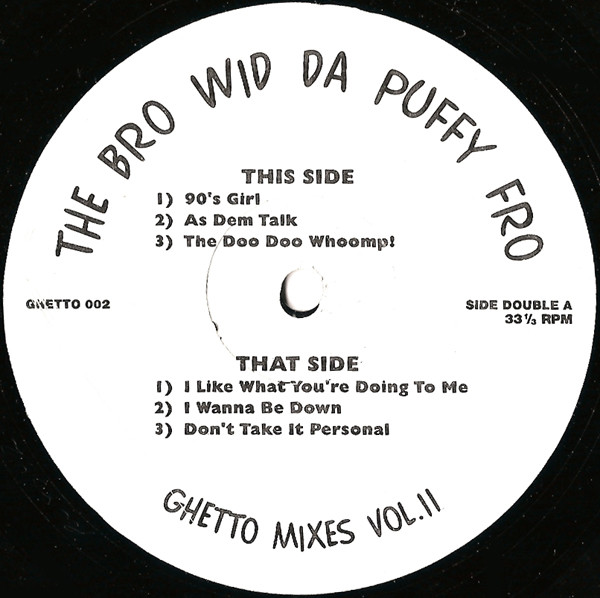 THE BRO WID DA PUFFY FRO
THIS SIDE
1) 90's Girl
2) As Dem Talk
3) The Doo Doo Whoomp!
GHETTO 002
SIDE DOUBLE A
33 1/3 RPM
THAT SIDE
1) I Like What You're Doing To Me
2) I Wanna Be Down
3) Don't Take It Personal
GHETTO MIXES VOL.II